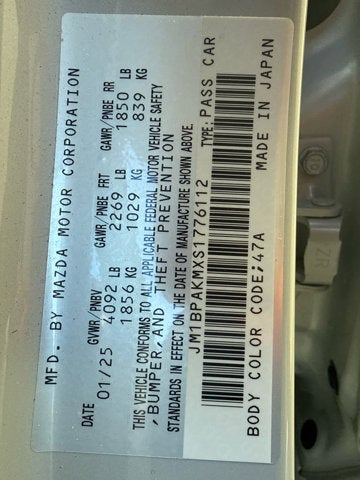 MFD. BY MAZDA MOTOR CORPORATION
DATE GVWR/PNBV GAWR/PNBE FRT GAWR/PNBE RR
01/25 4092 LB 2269 LB 1850 LB
1856 KG 1029 KG 839 KG
THIS VEHICLE CONFORMS TO ALL APPLICABLE FEDERAL MOTOR VEHICLE SAFETY
, BUMPER, AND THEFT PREVENTION
STANDARDS IN EFFECT ON THE DATE OF MANUFACTURE SHOWN ABOVE.
JM1BPAKMXS1776112 TYPE: PASS CAR
BODY COLOR CODE;47A MADE IN JAPAN